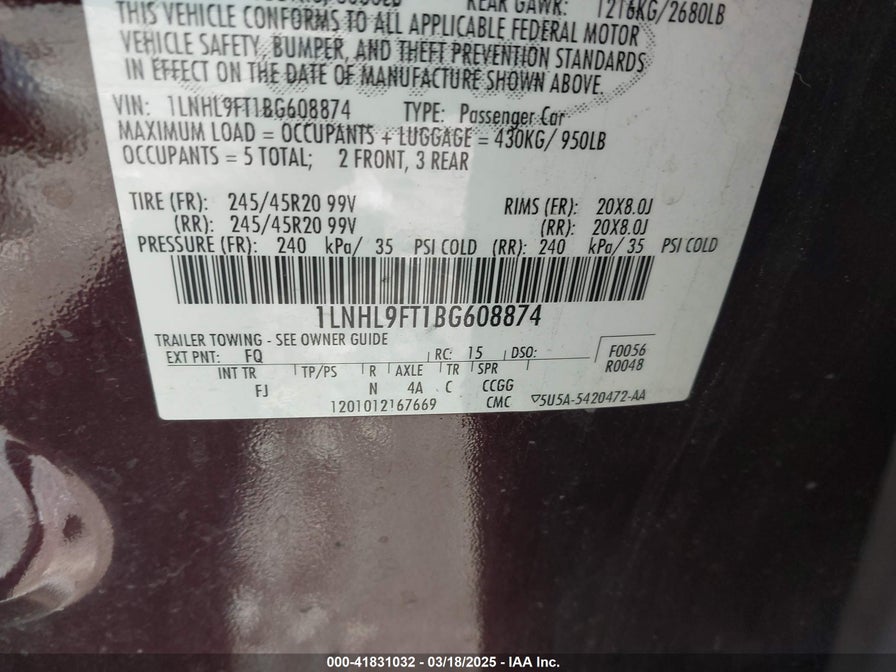 REAR GAWR: 1216KG/2680LB
THIS VEHICLE CONFORMS TO ALL APPLICABLE FEDERAL MOTOR
VEHICLE SAFETY, BUMPER, AND THEFT PREVENTION STANDARDS
IN EFFECT ON THE DATE OF MANUFACTURE SHOWN ABOVE.
VIN: 1LNHL9FT1BG608874 TYPE: Passenger Car
MAXIMUM LOAD = OCCUPANTS + LUGGAGE = 430KG/ 950LB
OCCUPANTS = 5 TOTAL; 2 FRONT, 3 REAR
TIRE (FR): 245/45R20 99V RIMS (FR): 20X8.0J
(RR): 245/45R20 99V (RR): 20X8.0J
PRESSURE (FR): 240 kPa/ 35 PSI COLD (RR): 240 kPa/ 35 PSI COLD
1LNHL9FT1BG608874
TRAILER TOWING - SEE OWNER GUIDE
EXT PNT: FQ RC: 15 DSO: F0056
R0048
INT TR TP/PS R AXLE TR SPR
FJ N 4A C CCGG
1201012167669 CMC 5U5A-5420472-AA
000-41831032 - 03/18/2025 - IAA Inc.